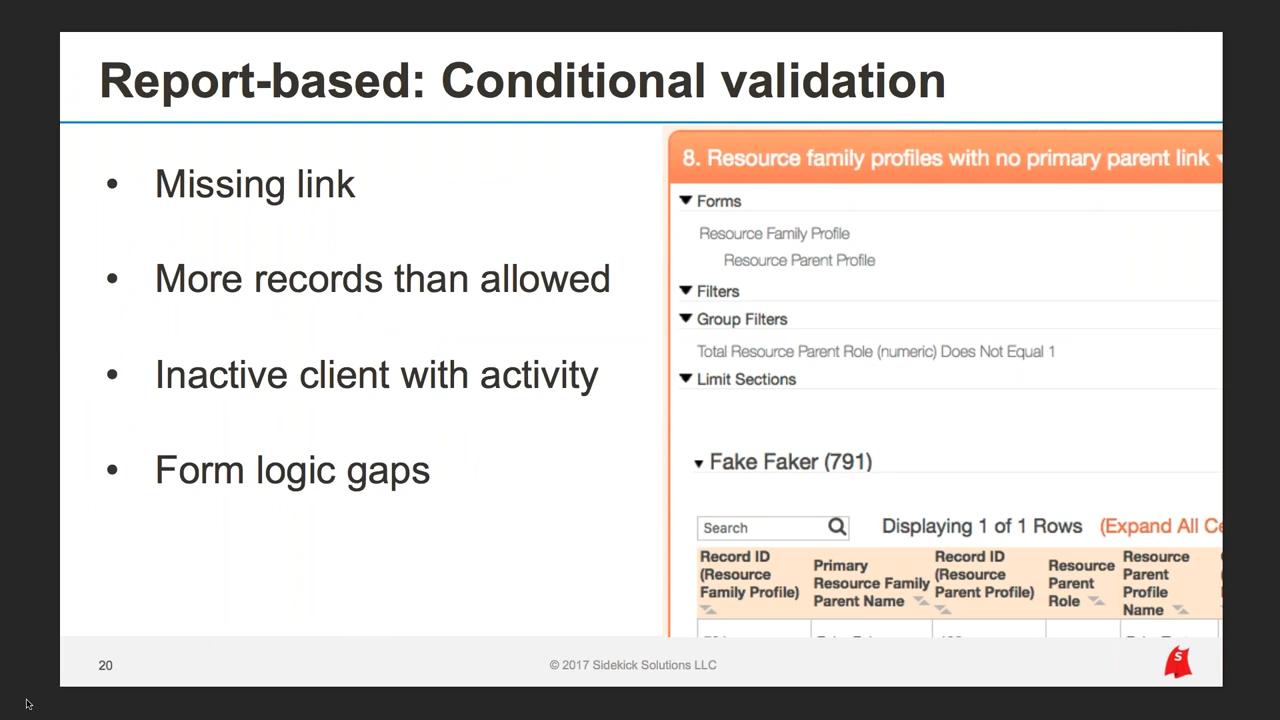 Report-based: Conditional validation
• Missing link
• More records than allowed
• Inactive client with activity
• Form logic gaps
8. Resource family profiles with no primary parent link
Forms
Resource Family Profile
Resource Parent Profile
Filters
Group Filters
Total Resource Parent Role (numeric) Does Not Equal 1
Limit Sections
Fake Faker (791)
Search
Displaying 1 of 1 Rows
(Expand All Ce
Record ID
(Resource
Family Profile)
Primary
Resource Family
Parent Name
Record ID
(Resource
Parent Profile)
Resource
Parent
Role
Resource
Parent
Profile
Name
20
© 2017 Sidekick Solutions LLC
S